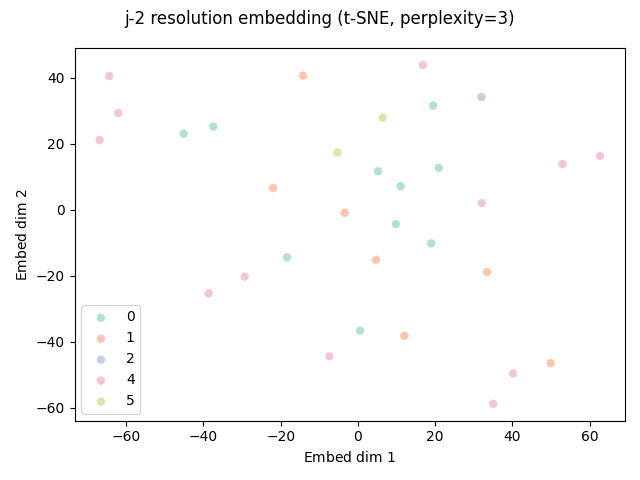 j-2 resolution embedding (t-SNE, perplexity=3)
Embed dim 2
40
20
0
−20
−40
−60
0
1
2
4
5
−60 −40 −20 0 20 40 60
Embed dim 1